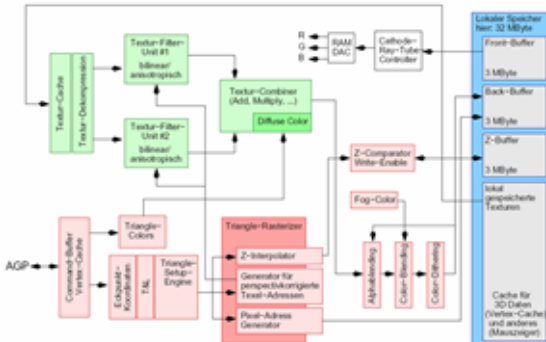 Lokaler Speicher
hier: 32 MByte
R
G
B
RAM
DAC
Cathode-
Ray-Tube-
Controller
Front-Buffer
3 MByte
Back-Buffer
3 MByte
Z-Buffer
3 MByte
lokal
gespeicherte
Texturen
Cache für
3D Daten
(Vertex-Cache)
und anderes
(Mauszeiger)
Textur-Cache
Textur-Dekompression
Textur-Filter-
Unit #1
bilinear/
anisotropisch
Textur-Filter-
Unit #2
bilinear/
anisotropisch
Textur-Combiner
(Add, Multiply, ...)
Diffuse Color
Z-Comparator
Write-Enable
Fog-Color
Alphablending
Color-Blending
Color-Dithering
AGP
Command-Buffer
Vertex-Cache
Triangle-
Colors
Eckpunkt-
Koordinaten
T&L
Triangle-
Setup-
Engine
Triangle-Rasterizer
Z-Interpolator
Generator für
perspectivkorrigierte
Texel-Adressen
Pixel-Adress
Generator